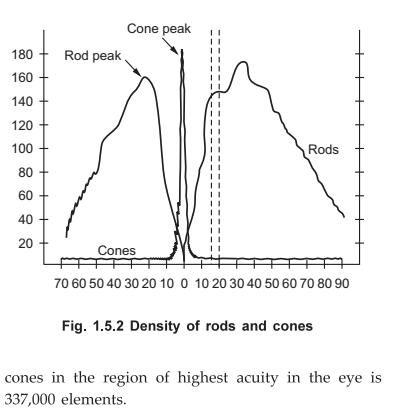 Cone peak
Rod peak
180
160
140
120
100
80
60
40
20
Rods
Cones
70 60 50 40 30 20 10 0 10 20 30 40 50 60 70 80 90
Fig. 1.5.2 Density of rods and cones
cones in the region of highest acuity in the eye is
337,000 elements.